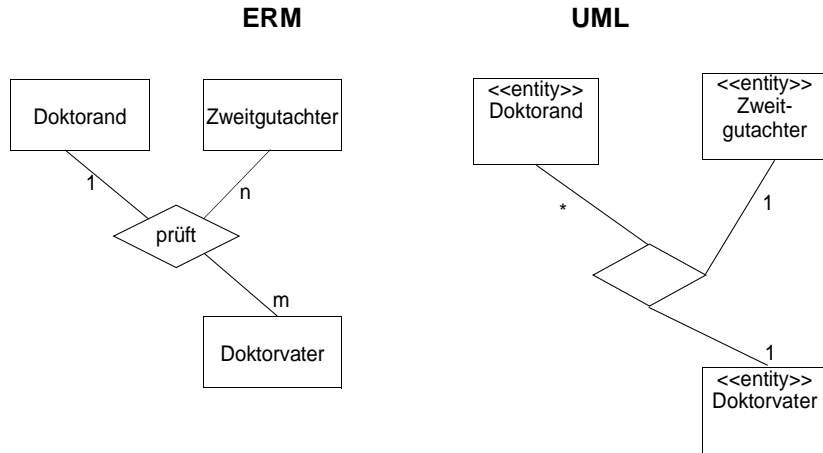 ERM
Doktorand
Zweitgutachter
1
n
prüft
m
Doktorvater
UML
<<entity>>
Doktorand
<<entity>>
Zweit-
gutachter
*
1
1
<<entity>>
Doktorvater